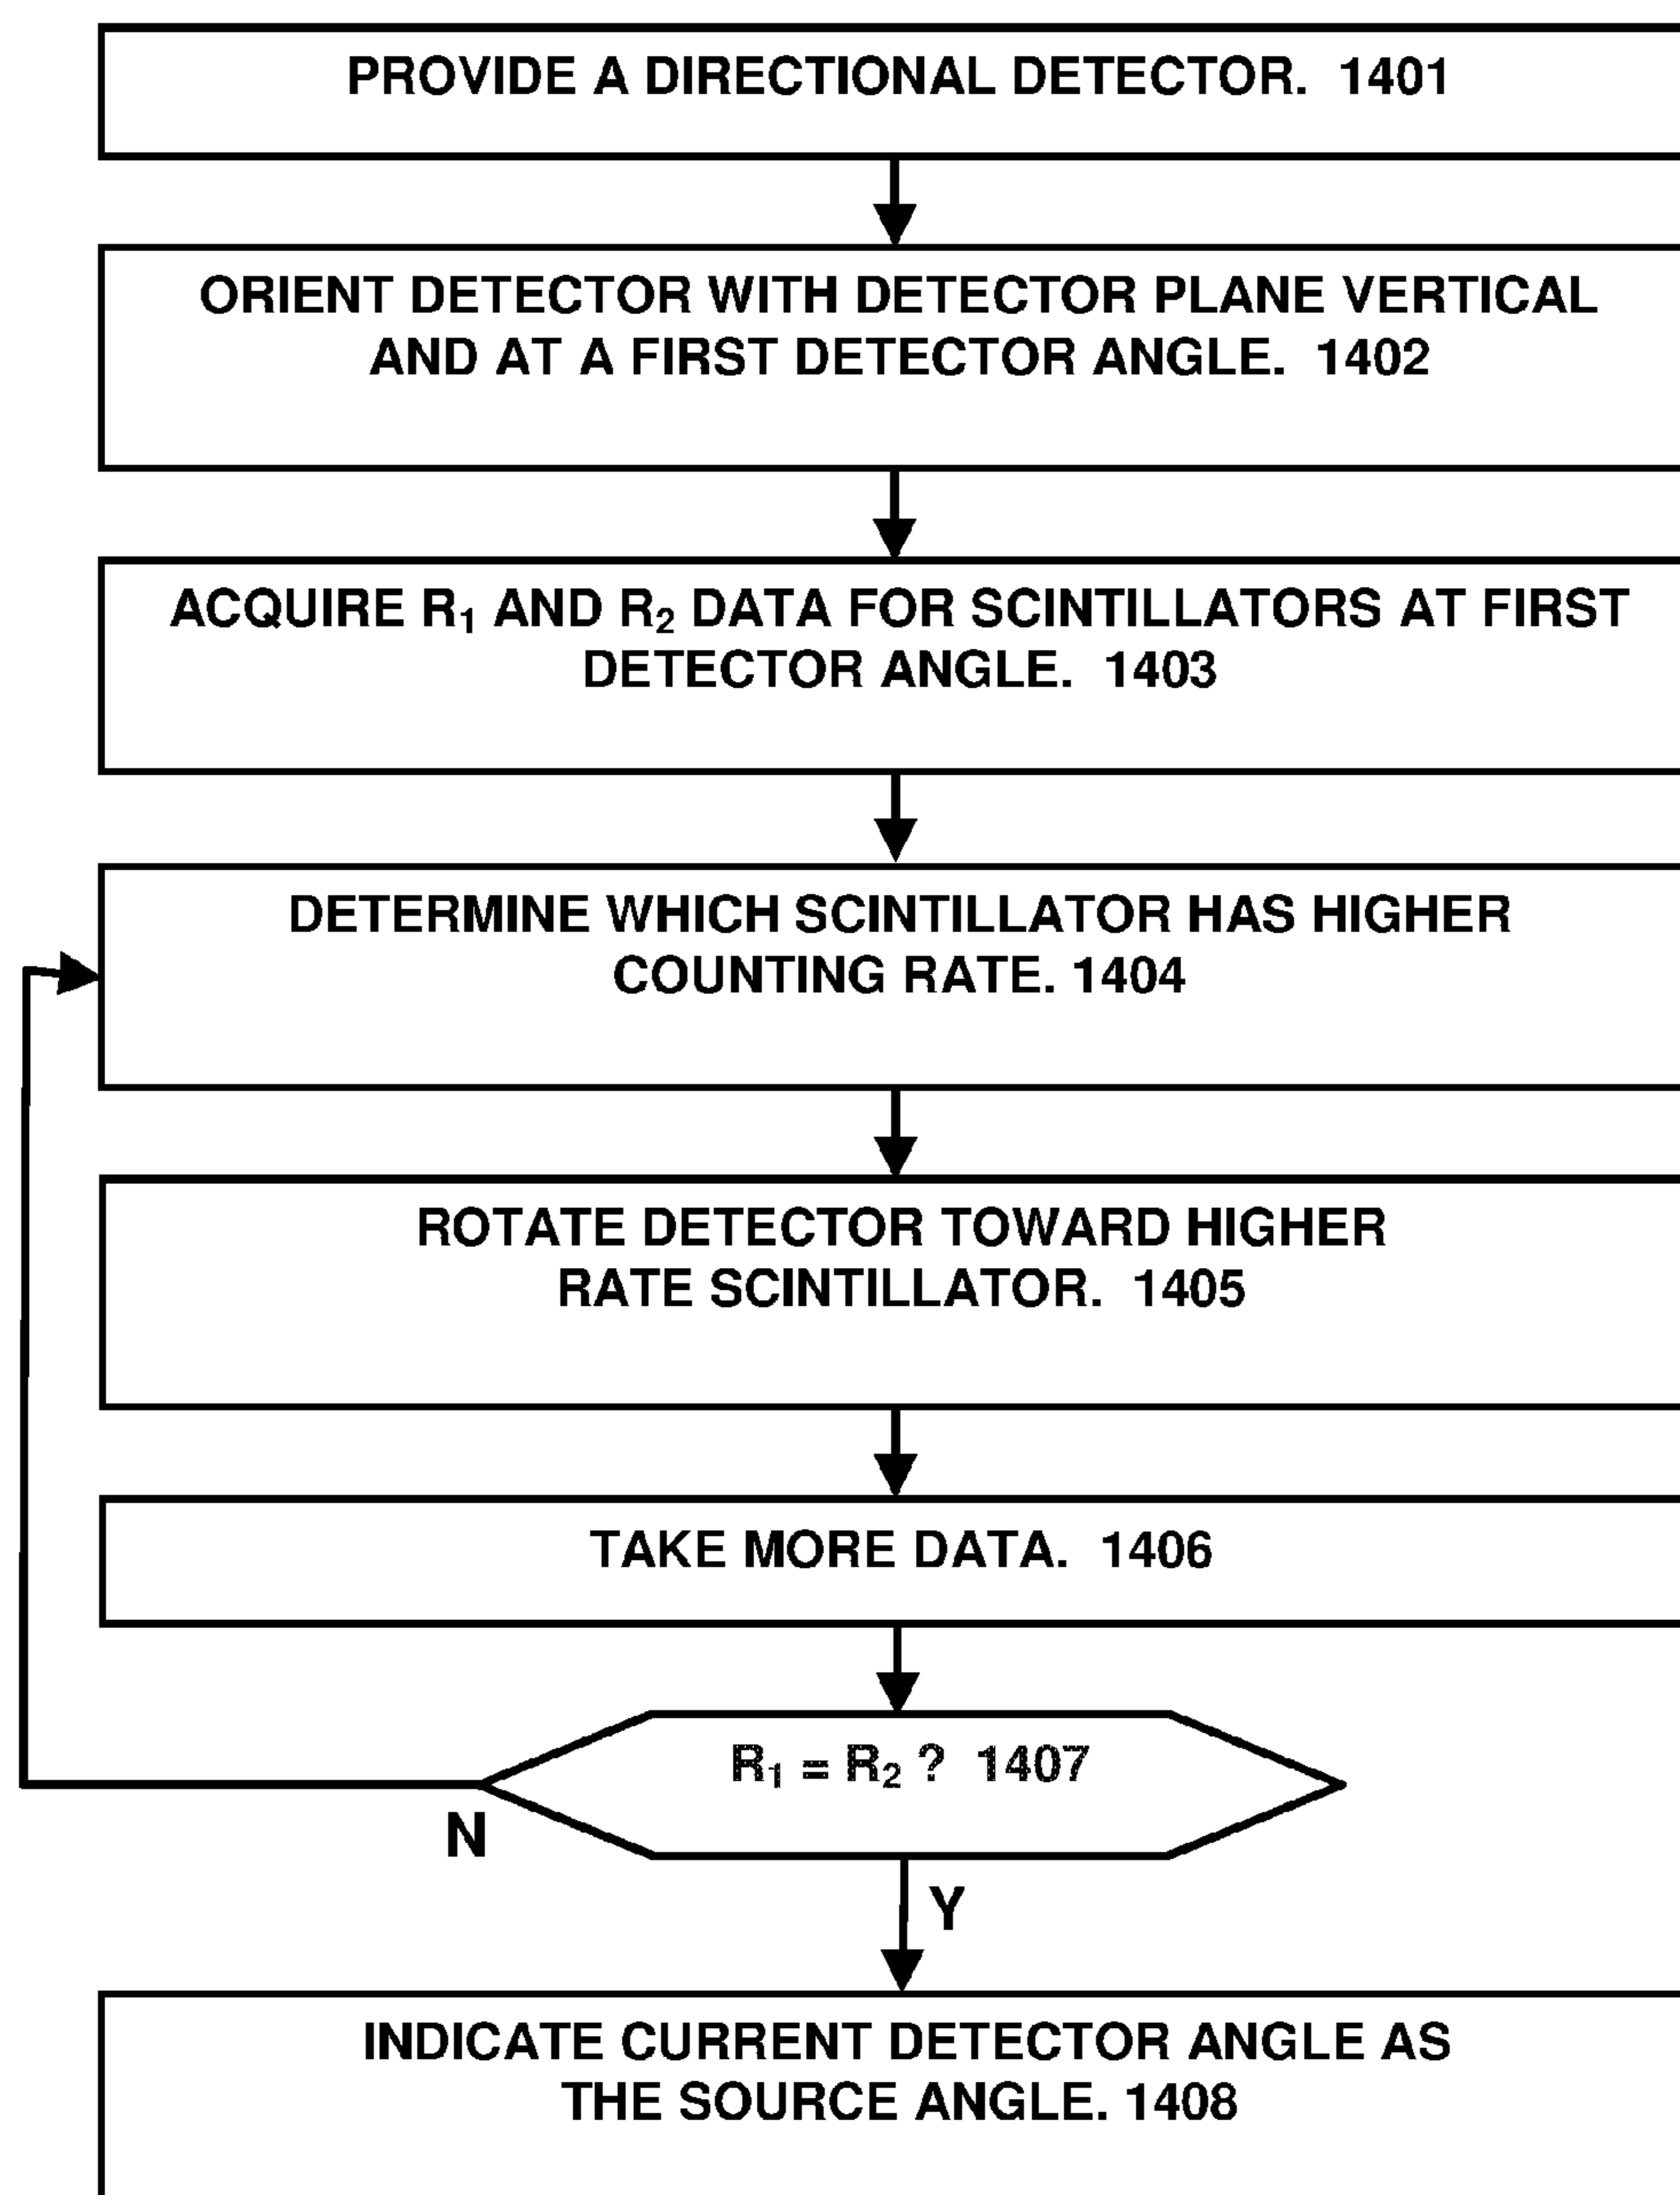 PROVIDE A DIRECTIONAL DETECTOR. 1401
ORIENT DETECTOR WITH DETECTOR PLANE VERTICAL
AND AT A FIRST DETECTOR ANGLE. 1402
ACQUIRE R₁ AND R₂ DATA FOR SCINTILLATORS AT FIRST
DETECTOR ANGLE. 1403
DETERMINE WHICH SCINTILLATOR HAS HIGHER
COUNTING RATE. 1404
ROTATE DETECTOR TOWARD HIGHER
RATE SCINTILLATOR. 1405
TAKE MORE DATA. 1406
R₁ = R₂ ? 1407
N
Y
INDICATE CURRENT DETECTOR ANGLE AS
THE SOURCE ANGLE. 1408